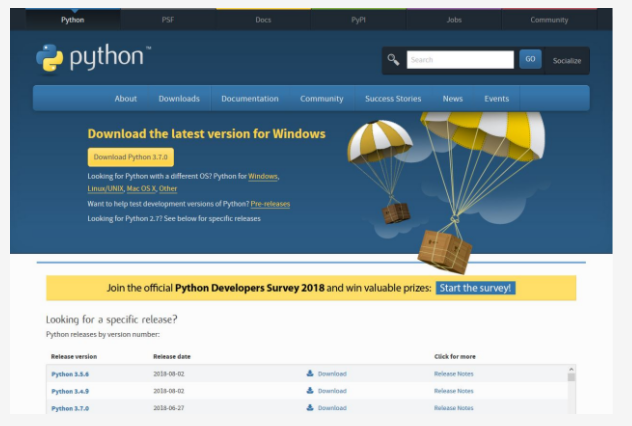 Python PSF Docs PyPI Jobs Community
python™
Search GO Socialize
About Downloads Documentation Community Success Stories News Events
Download the latest version for Windows
Download Python 3.7.0
Looking for Python with a different OS? Python for Windows,
Linux/UNIX, Mac OS X, Other
Want to help test development versions of Python? Pre-releases
Looking for Python 2.7? See below for specific releases
Join the official Python Developers Survey 2018 and win valuable prizes: Start the survey!
Looking for a specific release?
Python releases by version number:
Release version Release date Click for more
Python 3.5.6 2018-08-02 Download Release Notes
Python 3.4.9 2018-08-02 Download Release Notes
Python 3.7.0 2018-06-27 Download Release Notes